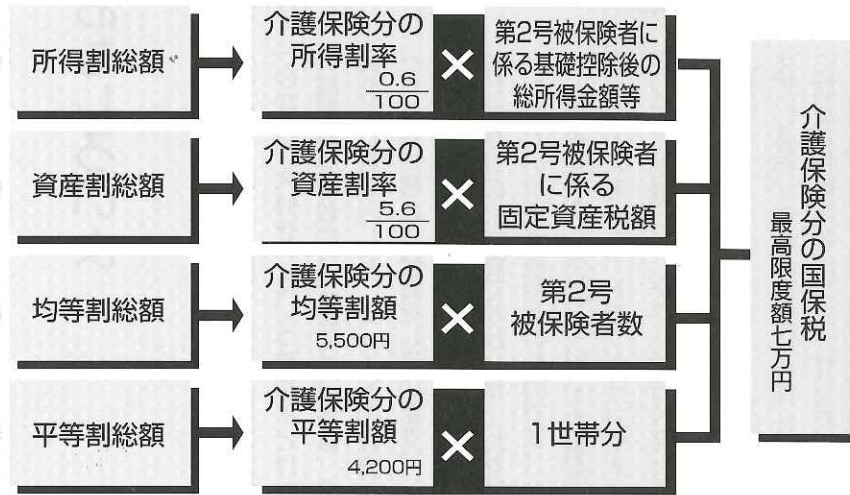 所得割総額
介護保険分の
所得割率
0.6
100
×
第2号被保険者に
係る基礎控除後の
総所得金額等
資産割総額
介護保険分の
資産割率
5.6
100
×
第2号被保険者
に係る
固定資産税額
均等割総額
介護保険分の
均等割額
5,500円
×
第2号
被保険者数
平等割総額
介護保険分の
平等割額
4,200円
×
1世帯分
介護保険分の国保税
最高限度額七万円